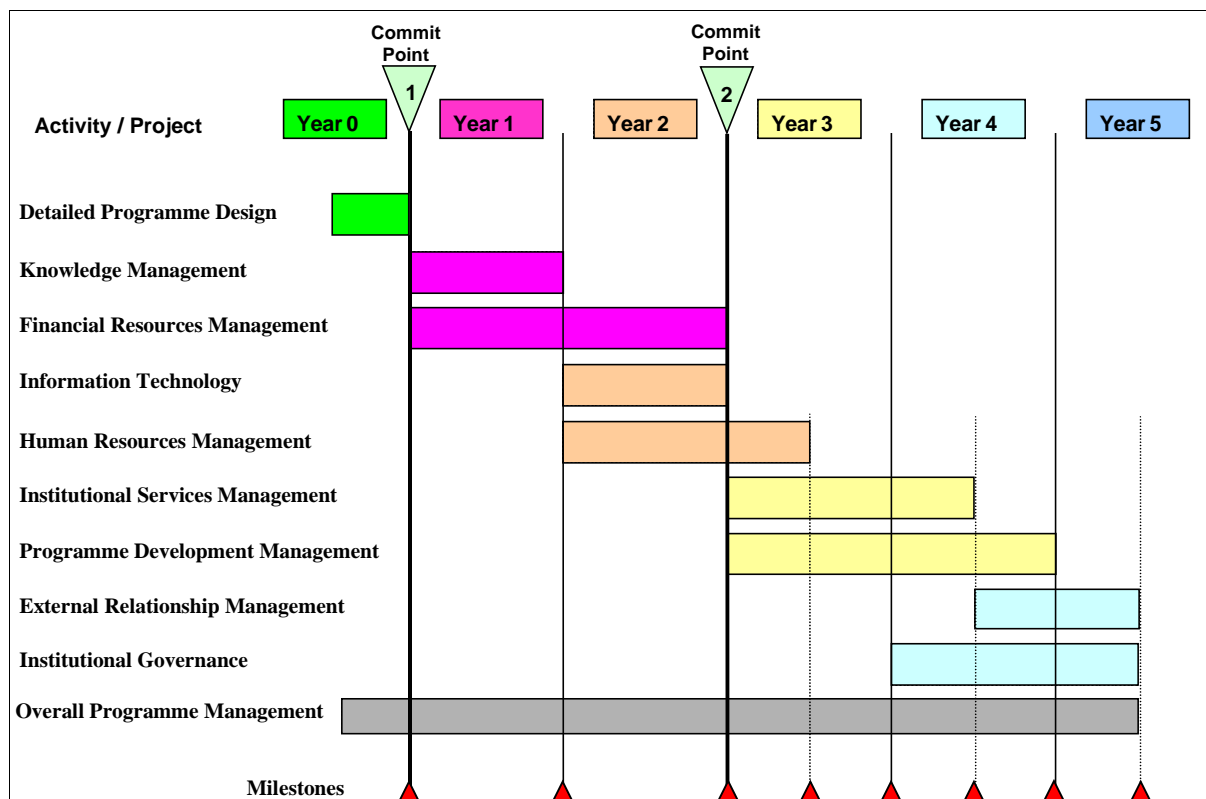 Commit
Point
Commit
Point
1
2
Activity / Project
Year 0
Year 1
Year 2
Year 3
Year 4
Year 5
Detailed Programme Design
Knowledge Management
Financial Resources Management
Information Technology
Human Resources Management
Institutional Services Management
Programme Development Management
External Relationship Management
Institutional Governance
Overall Programme Management
Milestones